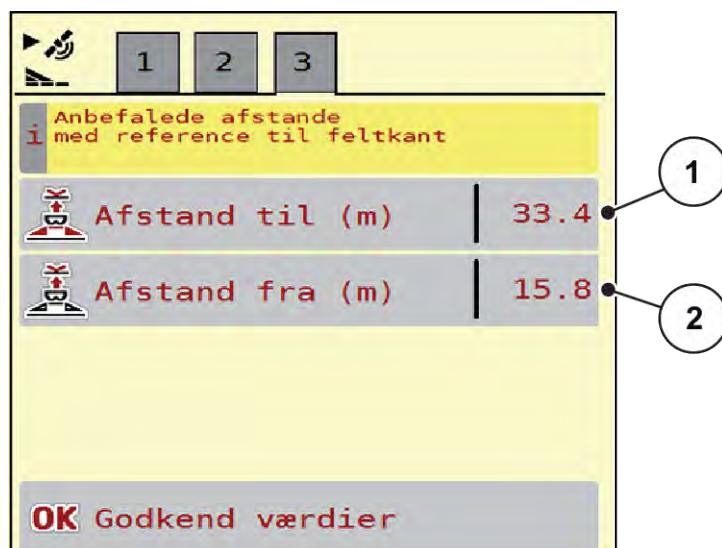 1 2 3
i Anbefalede afstande
med reference til feltkant
Afstand til (m) 33.4
1
Afstand fra (m) 15.8
2
OK Godkend værdier